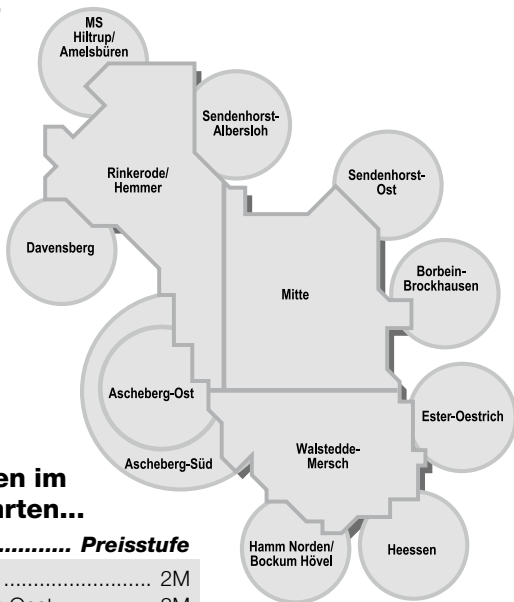 MS
Hiltrup/
Amelsbüren
Sendenhorst-
Albersloh
Rinkerode/
Hemmer
Sendenhorst-
Ost
Davensberg
Borbein-
Brockhausen
Mitte
Ascheberg-Ost
Ester-Oestrich
Ascheberg-Süd
Walstedde-
Mersch
en im
rten...
Preisstufe
2M
Hamm Norden/
Bockum Hövel
Heessen